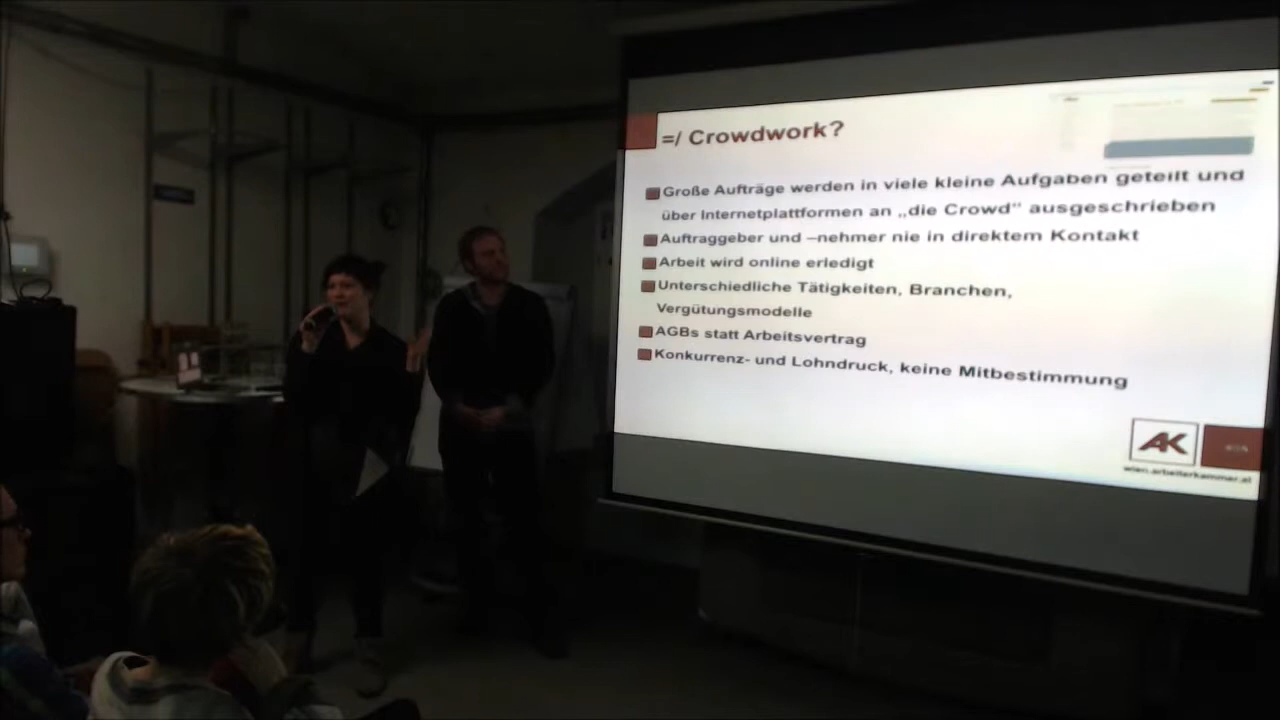 =/ Crowdwork?
Große Aufträge werden in viele kleine Aufgaben geteilt und
über Internetplattformen an „die Crowd“ ausgeschrieben
Auftraggeber und –nehmer nie in direktem Kontakt
Arbeit wird online erledigt
Unterschiedliche Tätigkeiten, Branchen,
Vergütungsmodelle
AGBs statt Arbeitsvertrag
Konkurrenz- und Lohndruck, keine Mitbestimmung
AK
wien.arbeiterkammer.at